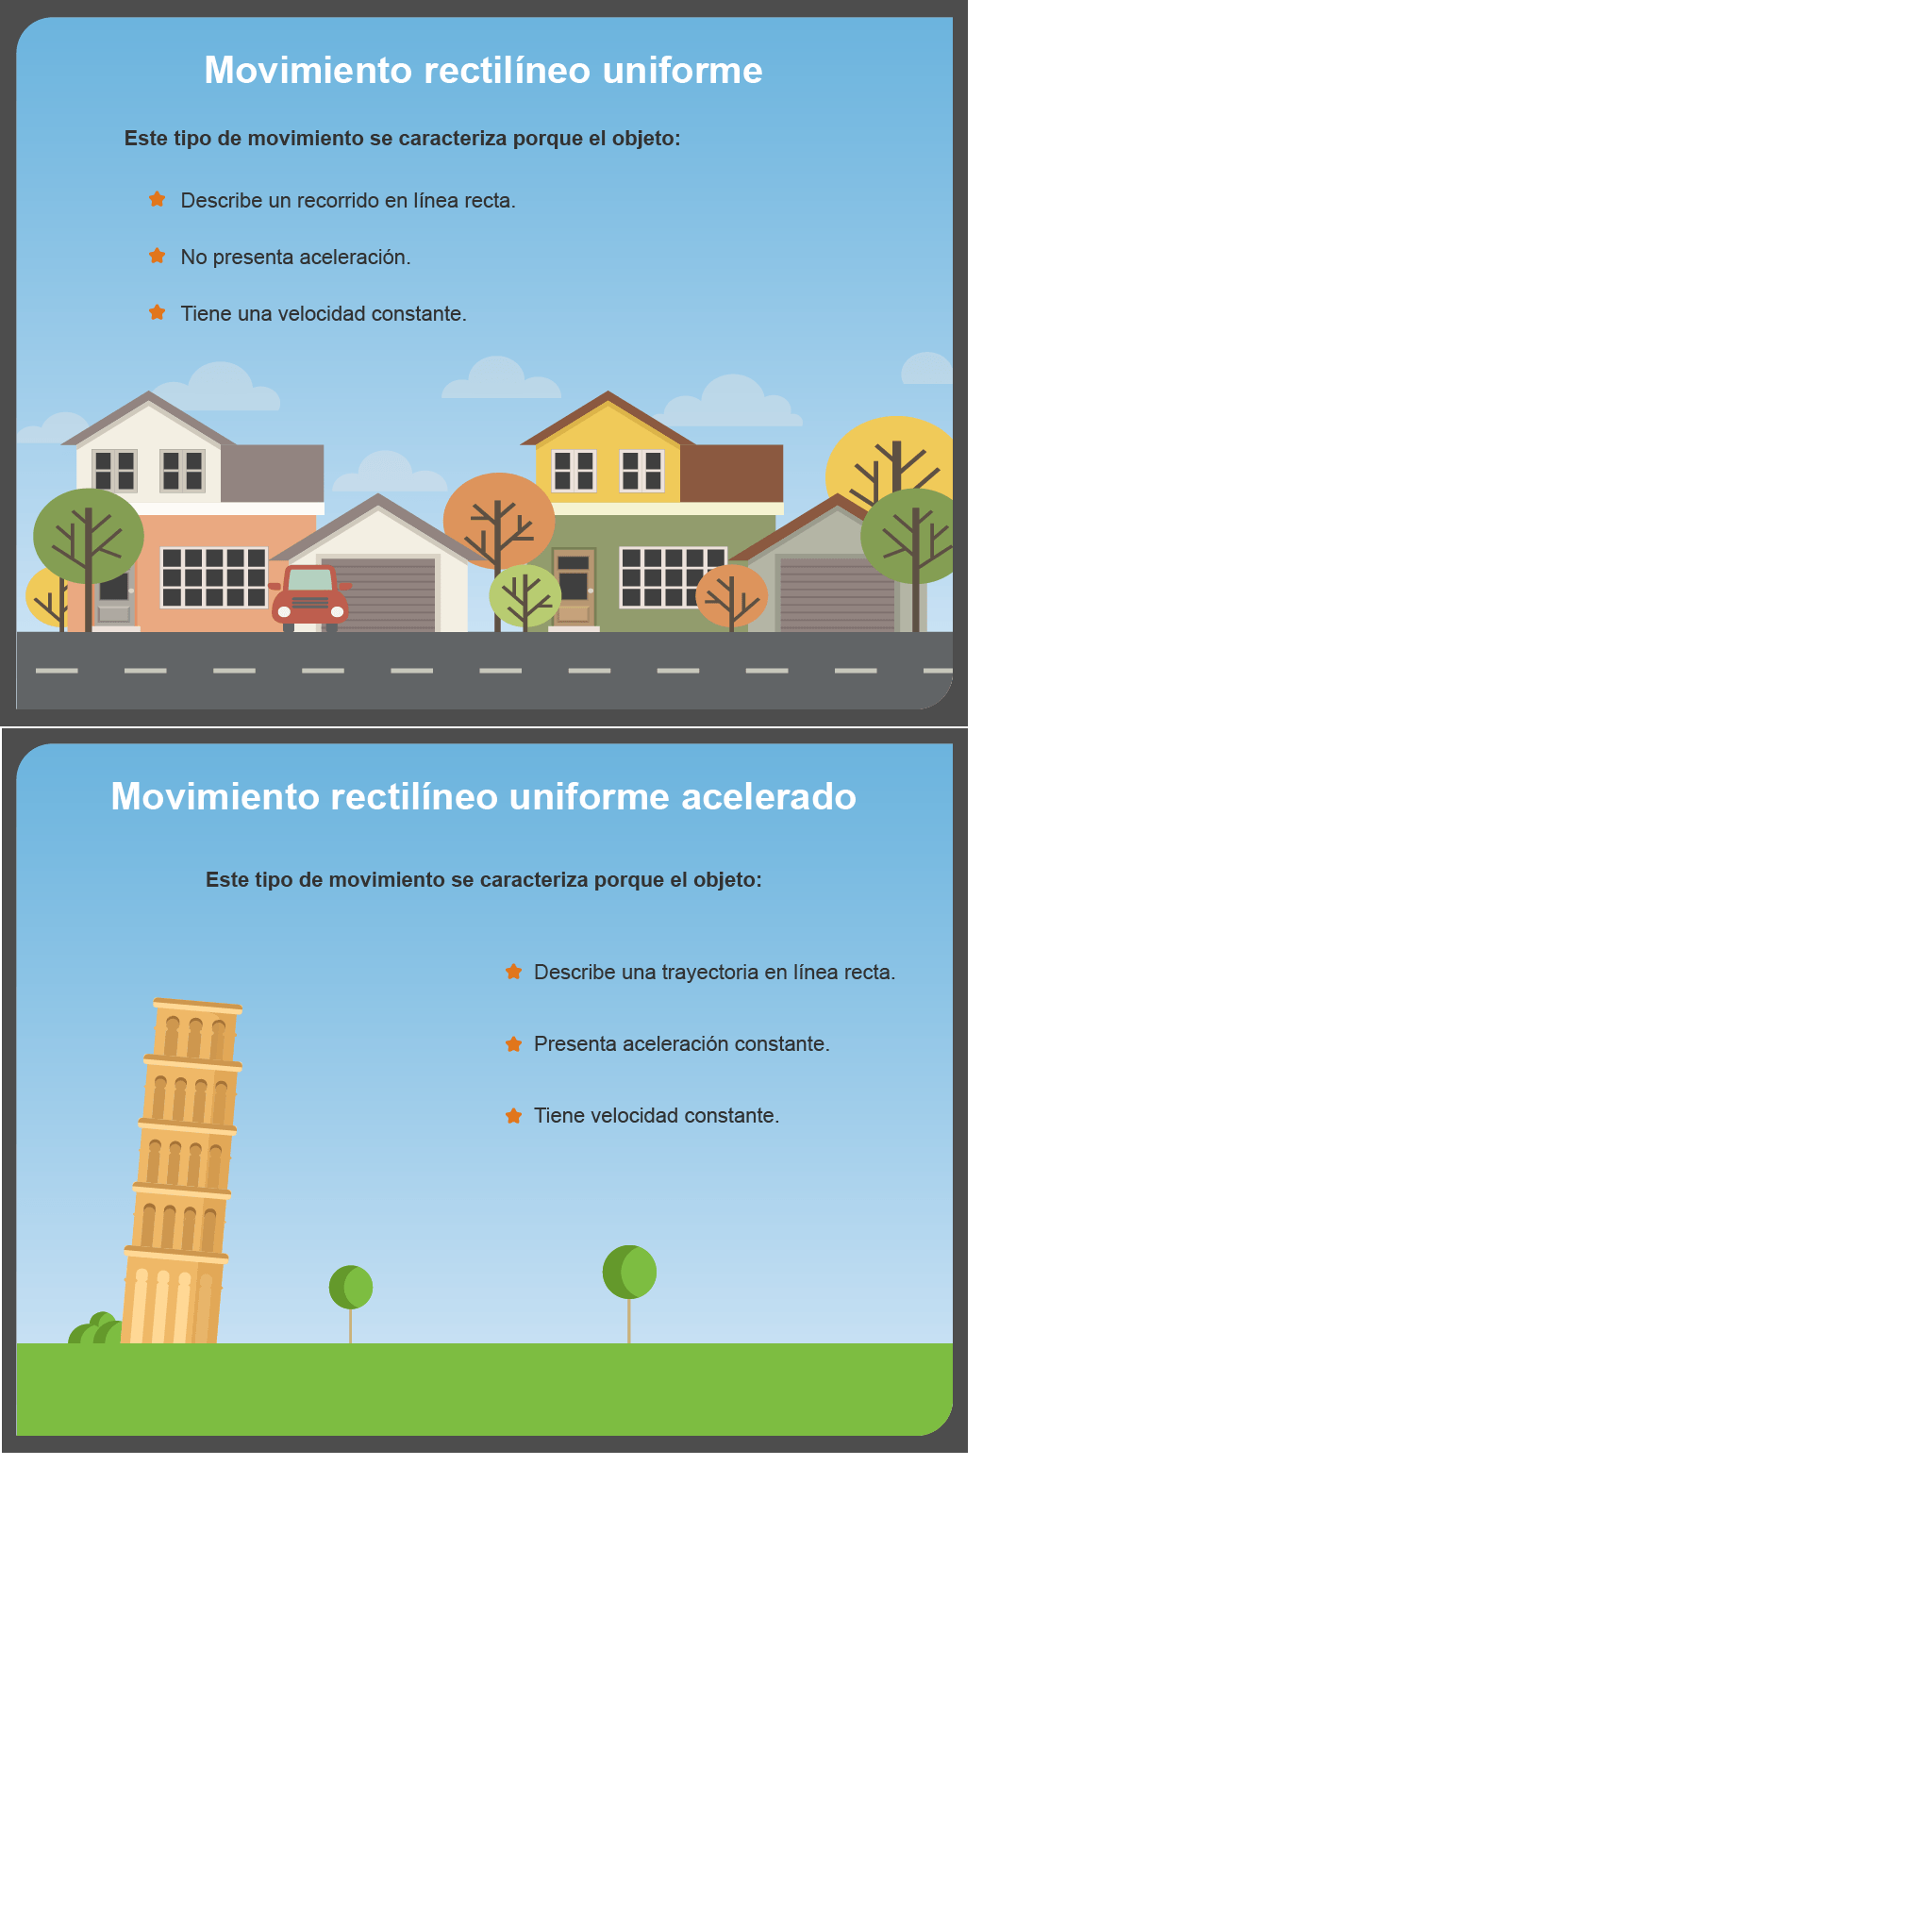 Movimiento rectilíneo uniforme
Este tipo de movimiento se caracteriza porque el objeto:
Describe un recorrido en línea recta.
No presenta aceleración.
Tiene una velocidad constante.
Movimiento rectilíneo uniforme acelerado
Este tipo de movimiento se caracteriza porque el objeto:
Describe una trayectoria en línea recta.
Presenta aceleración constante.
Tiene velocidad constante.